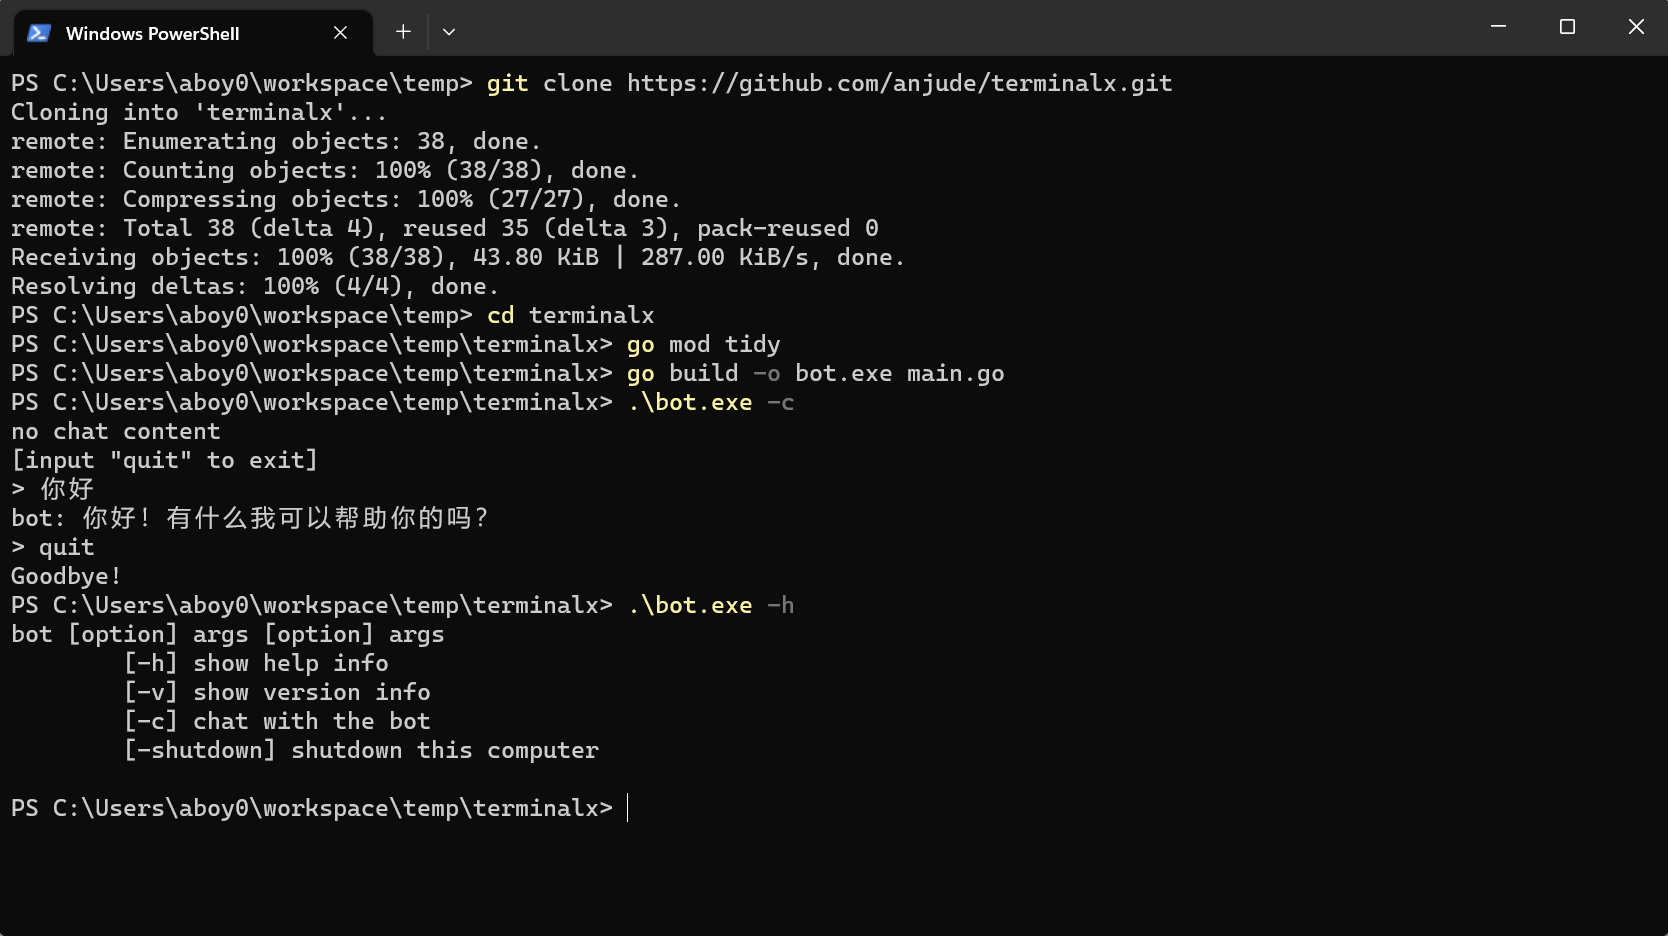 Windows PowerShell
PS C:\Users\aboy0\workspace\temp> git clone https://github.com/anjude/terminalx.git
Cloning into 'terminalx'...
remote: Enumerating objects: 38, done.
remote: Counting objects: 100% (38/38), done.
remote: Compressing objects: 100% (27/27), done.
remote: Total 38 (delta 4), reused 35 (delta 3), pack-reused 0
Receiving objects: 100% (38/38), 43.80 KiB | 287.00 KiB/s, done.
Resolving deltas: 100% (4/4), done.
PS C:\Users\aboy0\workspace\temp> cd terminalx
PS C:\Users\aboy0\workspace\temp\terminalx> go mod tidy
PS C:\Users\aboy0\workspace\temp\terminalx> go build -o bot.exe main.go
PS C:\Users\aboy0\workspace\temp\terminalx> .\bot.exe -c
no chat content
[input "quit" to exit]
> 你好
bot: 你好！有什么我可以帮助你的吗？
> quit
Goodbye!
PS C:\Users\aboy0\workspace\temp\terminalx> .\bot.exe -h
bot [option] args [option] args
        [-h] show help info
        [-v] show version info
        [-c] chat with the bot
        [-shutdown] shutdown this computer
PS C:\Users\aboy0\workspace\temp\terminalx>